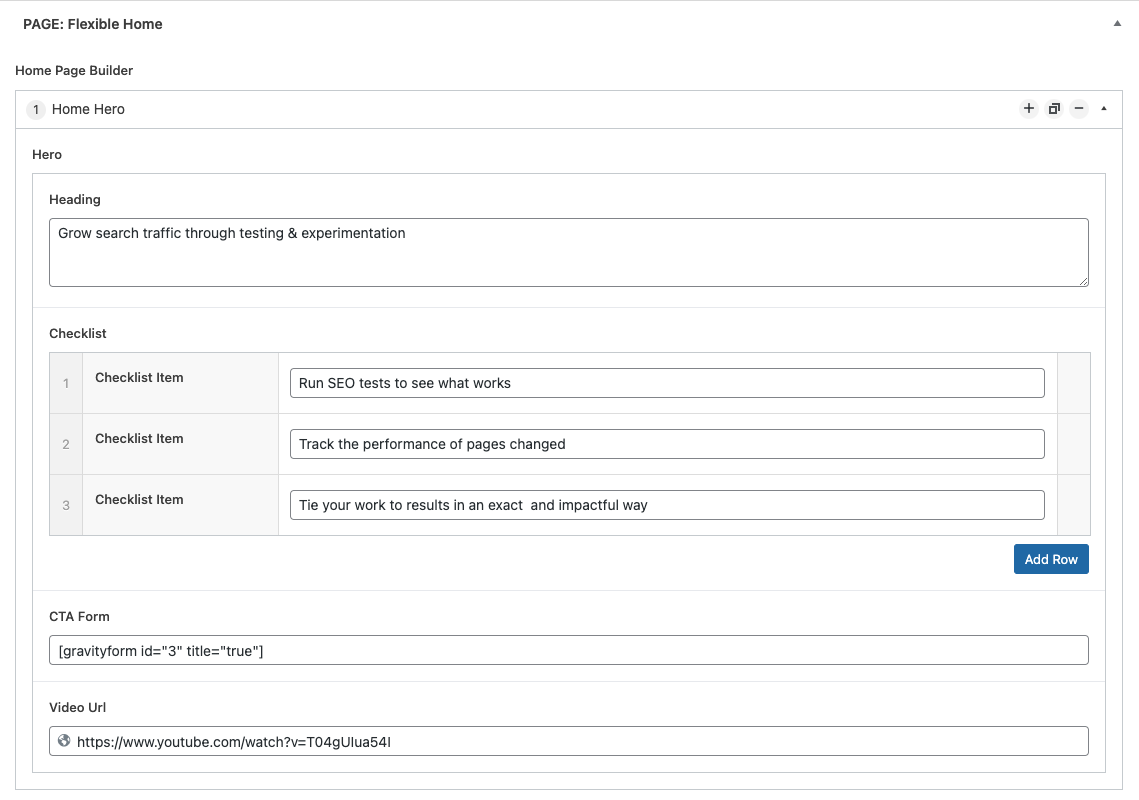 PAGE: Flexible Home
Home Page Builder
1 Home Hero
Hero
Heading
Grow search traffic through testing & experimentation
Checklist
1 Checklist Item Run SEO tests to see what works
2 Checklist Item Track the performance of pages changed
3 Checklist Item Tie your work to results in an exact  and impactful way
Add Row
CTA Form
[gravityform id="3" title="true"]
Video Url
https://www.youtube.com/watch?v=T04gUIua54I